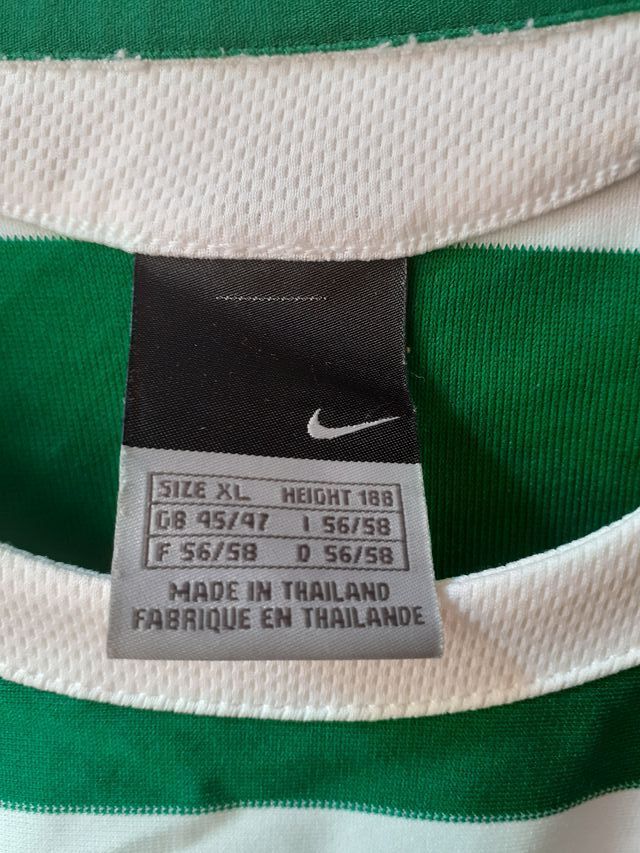 SIZE XL HEIGHT 188
GB 45/47 I 56/58
F 56/58 D 56/58
MADE IN THAILAND
FABRIQUE EN THAILANDE